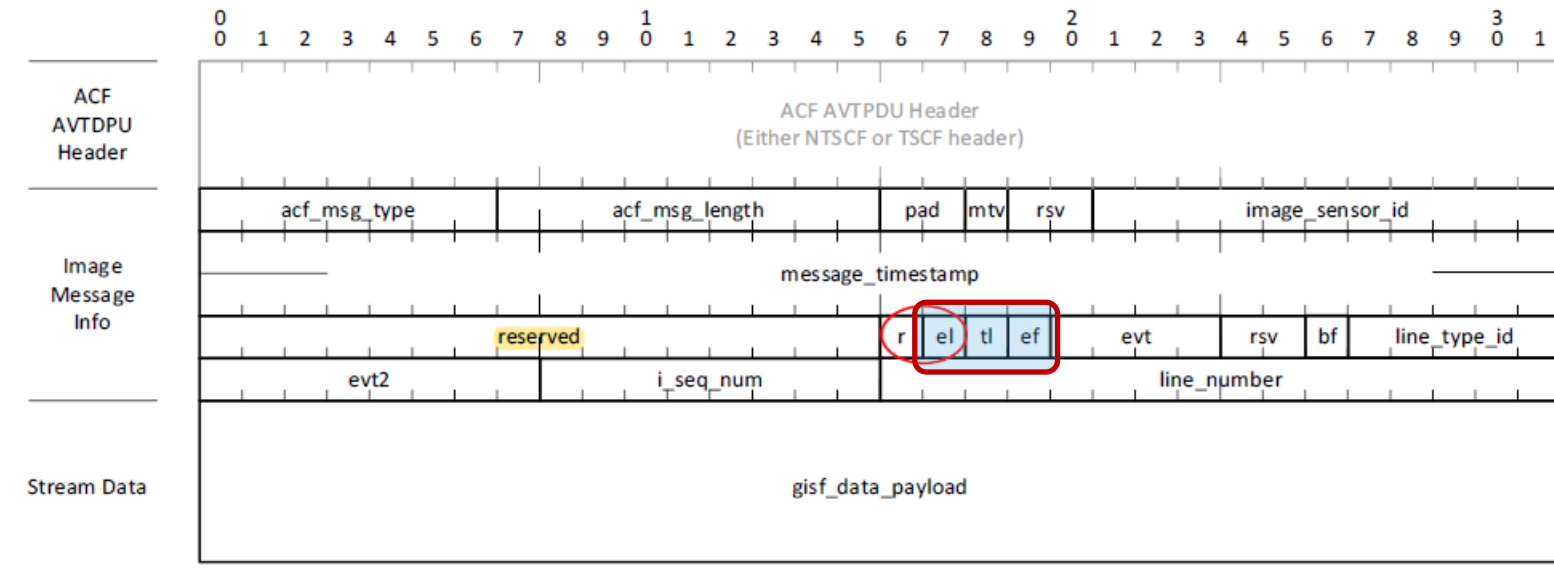 0 1 2 3
0 1 2 3 4 5 6 7 8 9 0 1 2 3 4 5 6 7 8 9 0 1 2 3 4 5 6 7 8 9 0 1
ACF
AVTDPU
Header
ACF AVTPDU Header
(Either NTSCF or TSCF header)
acf_msg_type acf_msg_length pad mtv rsv image_sensor_id
Image
Message
Info
message_timestamp
reserved r el tl ef evt rsv bf line_type_id
evt2 i_seq_num line_number
Stream Data
gisf_data_payload